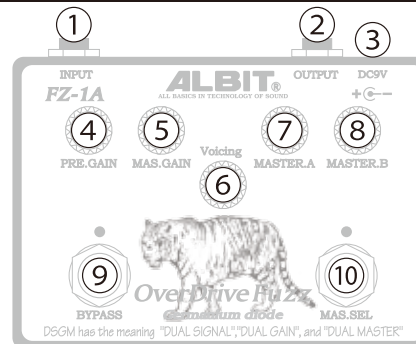 ① ② ③
INPUT OUTPUT DC9V
FZ-1A ALBIT®
ALL BASICS IN TECHNOLOGY OF SOUND
④ ⑤ ⑦ ⑧
PRE.GAIN MAS.GAIN Voicing MASTER.A MASTER.B
⑥
⑨ ⑩
OverDrive Fuzz
Germanium diode
BYPASS MAS.SEL
DSGM has the meaning "DUAL SIGNAL","DUAL GAIN", and "DUAL MASTER"